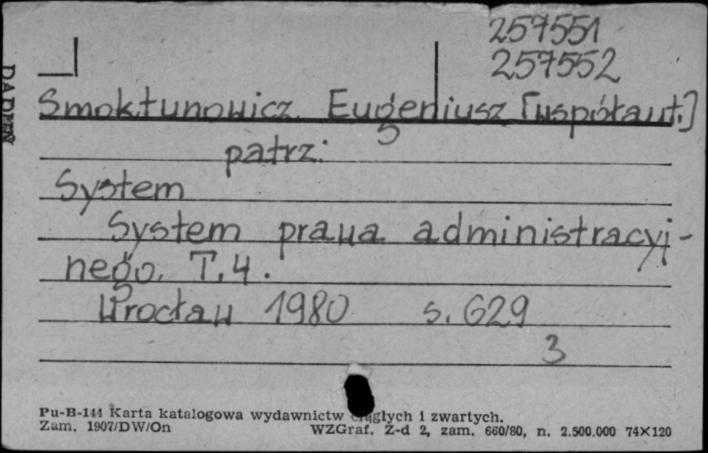 257551
257552
Smoktunowicz Eugeniusz [współaut.]
patrz:
System
System prawa administracyj-
nego. T.4.
Wrocław 1980 s. 629
3
Pu-B-144 Karta katalogowa wydawnictw ciągłych i zwartych.
Zam. 1907/DW/On WZGraf. Z-d 2, zam. 660/80, n. 2.500.000 74×120